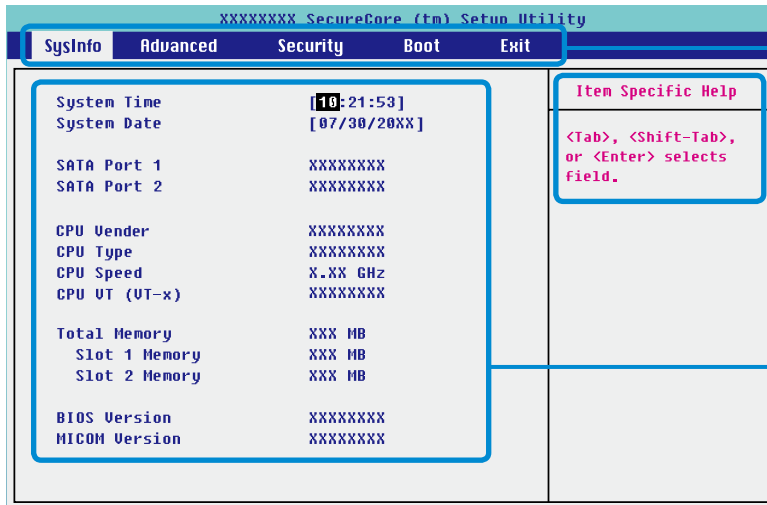 XXXXXXXX SecureCore (tm) Setup Utility
SysInfo Advanced Security Boot Exit
System Time [10:21:53]
System Date [07/30/20XX]
SATA Port 1 XXXXXXXX
SATA Port 2 XXXXXXXX
CPU Vender XXXXXXXX
CPU Type XXXXXXXX
CPU Speed X.XX GHz
CPU VT (VT-x) XXXXXXXX
Total Memory XXX MB
Slot 1 Memory XXX MB
Slot 2 Memory XXX MB
BIOS Version XXXXXXXX
MICOM Version XXXXXXXX
Item Specific Help
<Tab>, <Shift-Tab>,
or <Enter> selects
field.